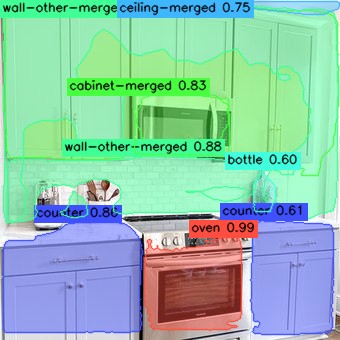 wall-other-merge
ceiling-merged 0.75
cabinet-merged 0.83
wall-other-merged 0.88
bottle 0.60
counter 0.86
counter 0.61
oven 0.99